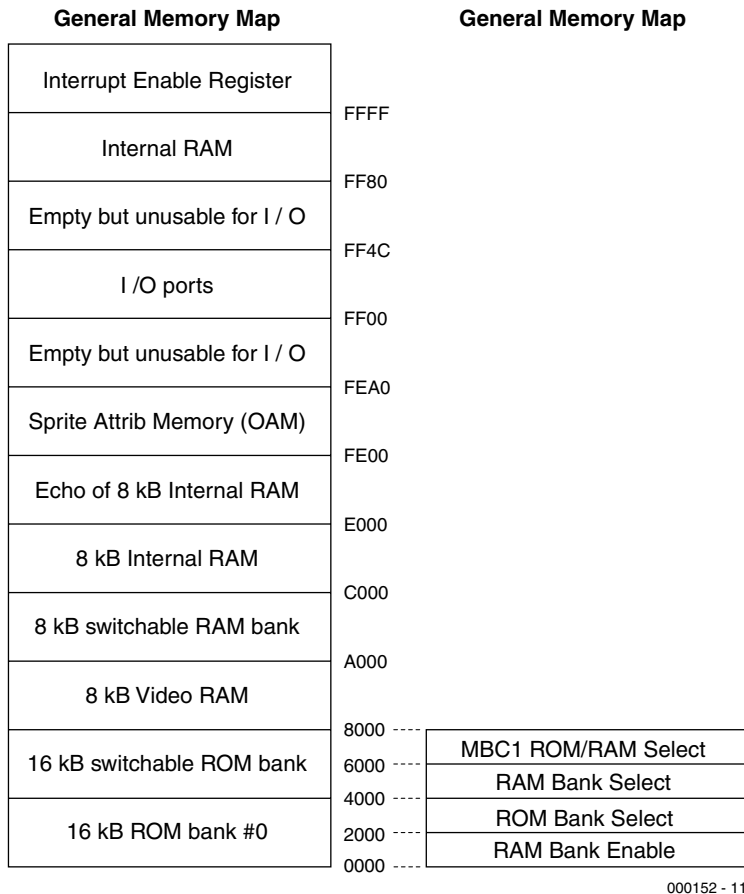 General Memory Map
General Memory Map
Interrupt Enable Register
FFFF
Internal RAM
FF80
Empty but unusable for I / O
FF4C
I /O ports
FF00
Empty but unusable for I / O
FEA0
Sprite Attrib Memory (OAM)
FE00
Echo of 8 kB Internal RAM
E000
8 kB Internal RAM
C000
8 kB switchable RAM bank
A000
8 kB Video RAM
8000
MBC1 ROM/RAM Select
16 kB switchable ROM bank
6000
RAM Bank Select
4000
ROM Bank Select
16 kB ROM bank #0
2000
RAM Bank Enable
0000
000152 - 11